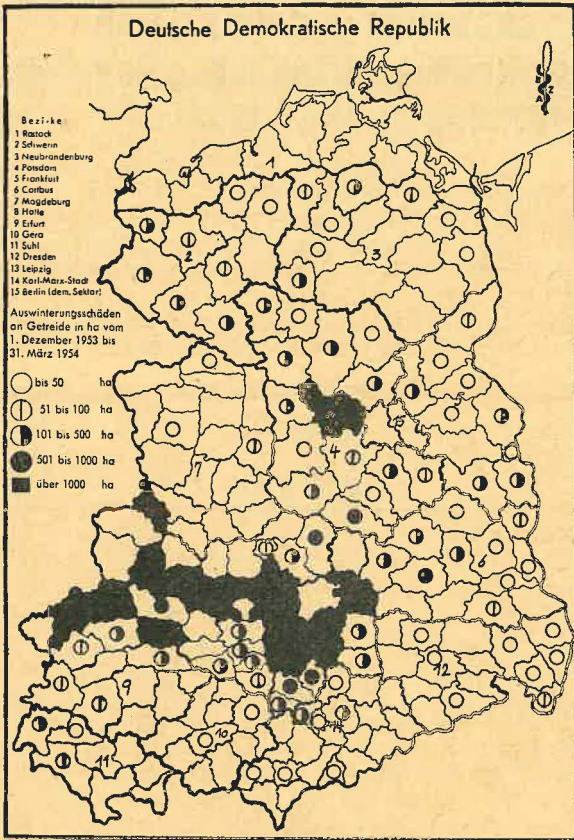 Deutsche Demokratische Republik
Bezirke
1 Rostock
2 Schwerin
3 Neubrandenburg
4 Potsdam
5 Frankfurt
6 Cottbus
7 Magdeburg
8 Halle
9 Erfurt
10 Gera
11 Suhl
12 Dresden
13 Leipzig
14 Karl-Marx-Stadt
15 Berlin (dem. Sektor)
Auswinterungsschäden
an Getreide in ha vom
1. Dezember 1953 bis
31. März 1954
bis 50 ha
51 bis 100 ha
101 bis 500 ha
501 bis 1000 ha
über 1000 ha
1
2
3
4
15
7
6
9
12
10
14
11